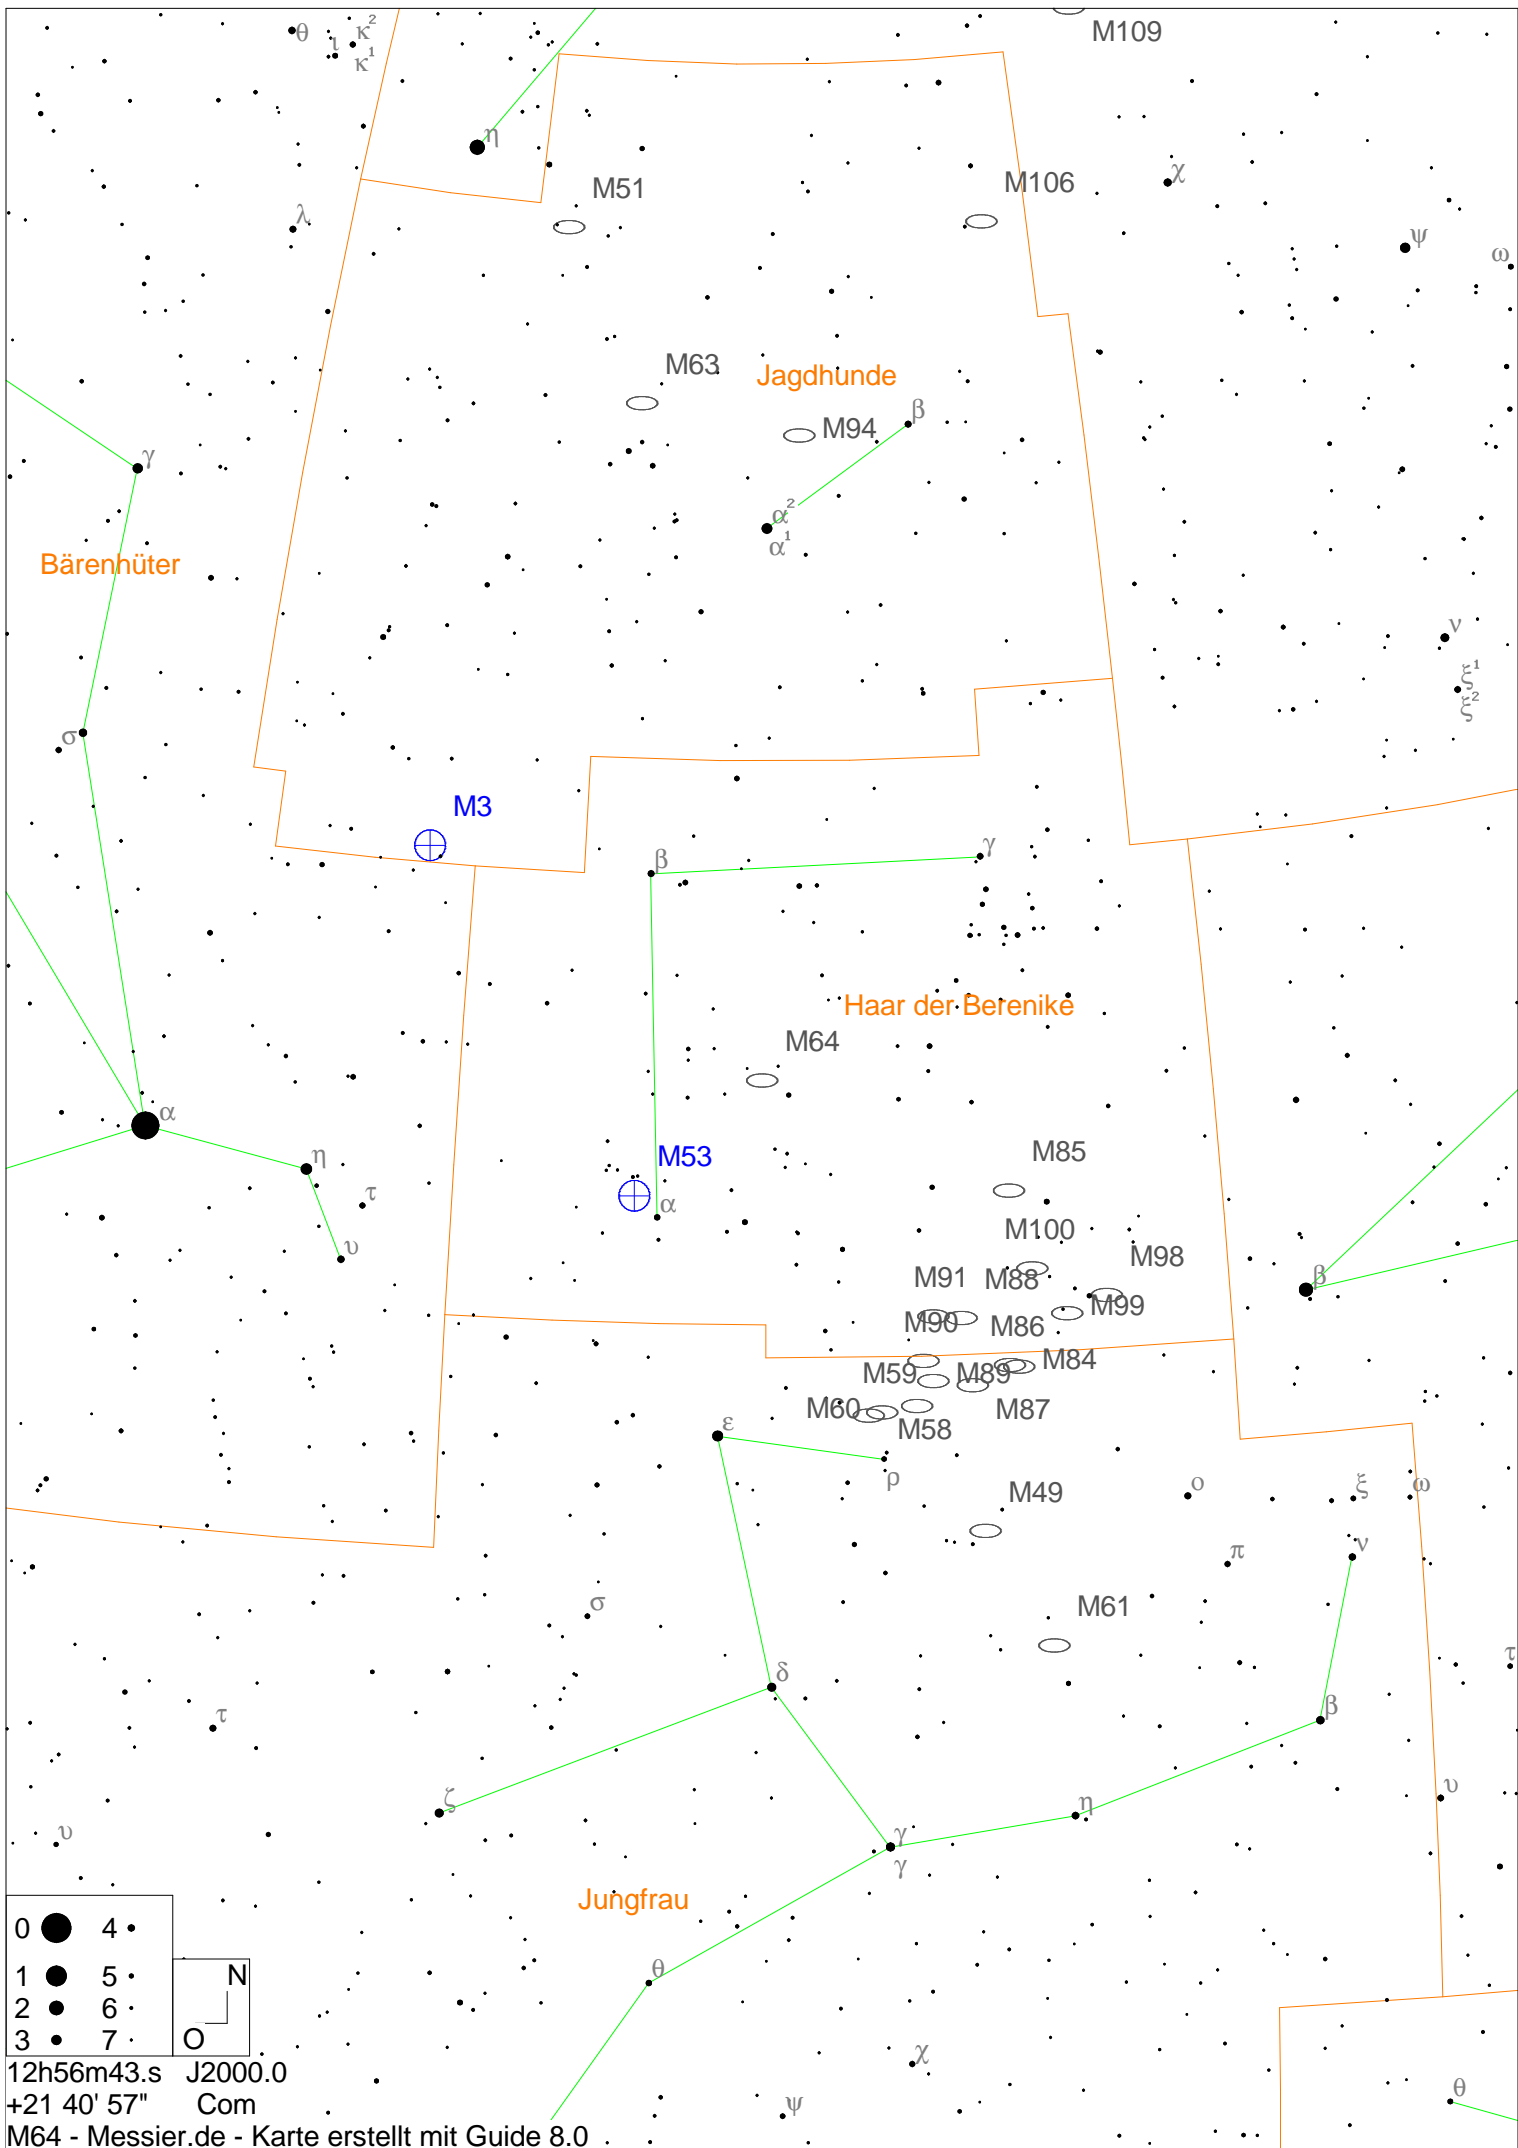 M109
θ
ι
κ²
κ¹
η
M51
M106
χ
λ
ψ
ω
M63
Jagdhunde
β
M94
γ
α²
α¹
Bärenhüter
ν
ξ¹
ξ²
σ
M3
β
γ
Haar der Berenike
M64
α
M53
M85
η
τ
α
M100
υ
M98
M91
M88
β
M99
M90
M86
M84
M59
M89
M60
M58
M87
ε
ρ
M49
ο
ξ
ω
π
ν
σ
M61
δ
τ
τ
β
ζ
η
υ
υ
γ
γ
Jungfrau
θ
0 4
1 5
2 6
3 7
N
O
χ
θ
ψ
12h56m43.s J2000.0
+21 40' 57" Com
M64 - Messier.de - Karte erstellt mit Guide 8.0